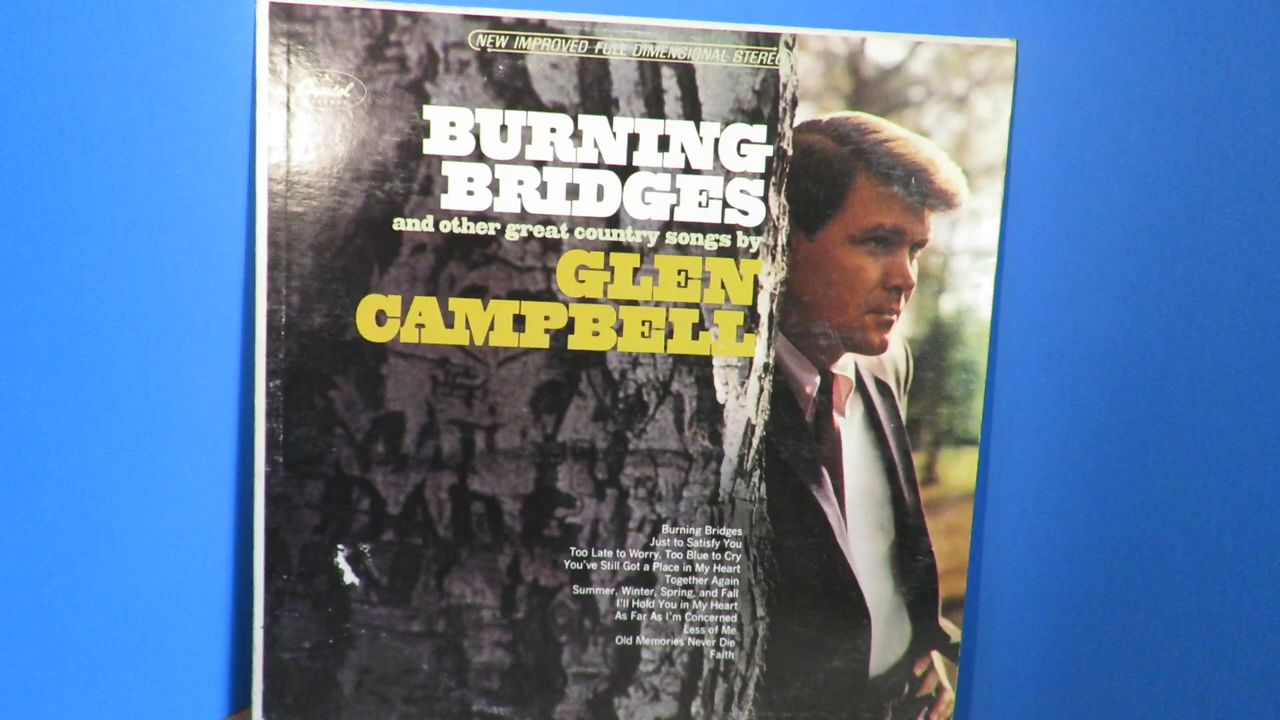 NEW IMPROVED FULL DIMENSIONAL STEREO
Capitol
BURNING
BRIDGES
and other great country songs by
GLEN
CAMPBELL
Burning Bridges
Just to Satisfy You
Too Late to Worry, Too Blue to Cry
You've Still Got a Place in My Heart
Together Again
Summer, Winter, Spring, and Fall
I'll Hold You in My Heart
As Far As I'm Concerned
Less of Me
Old Memories Never Die
Faith